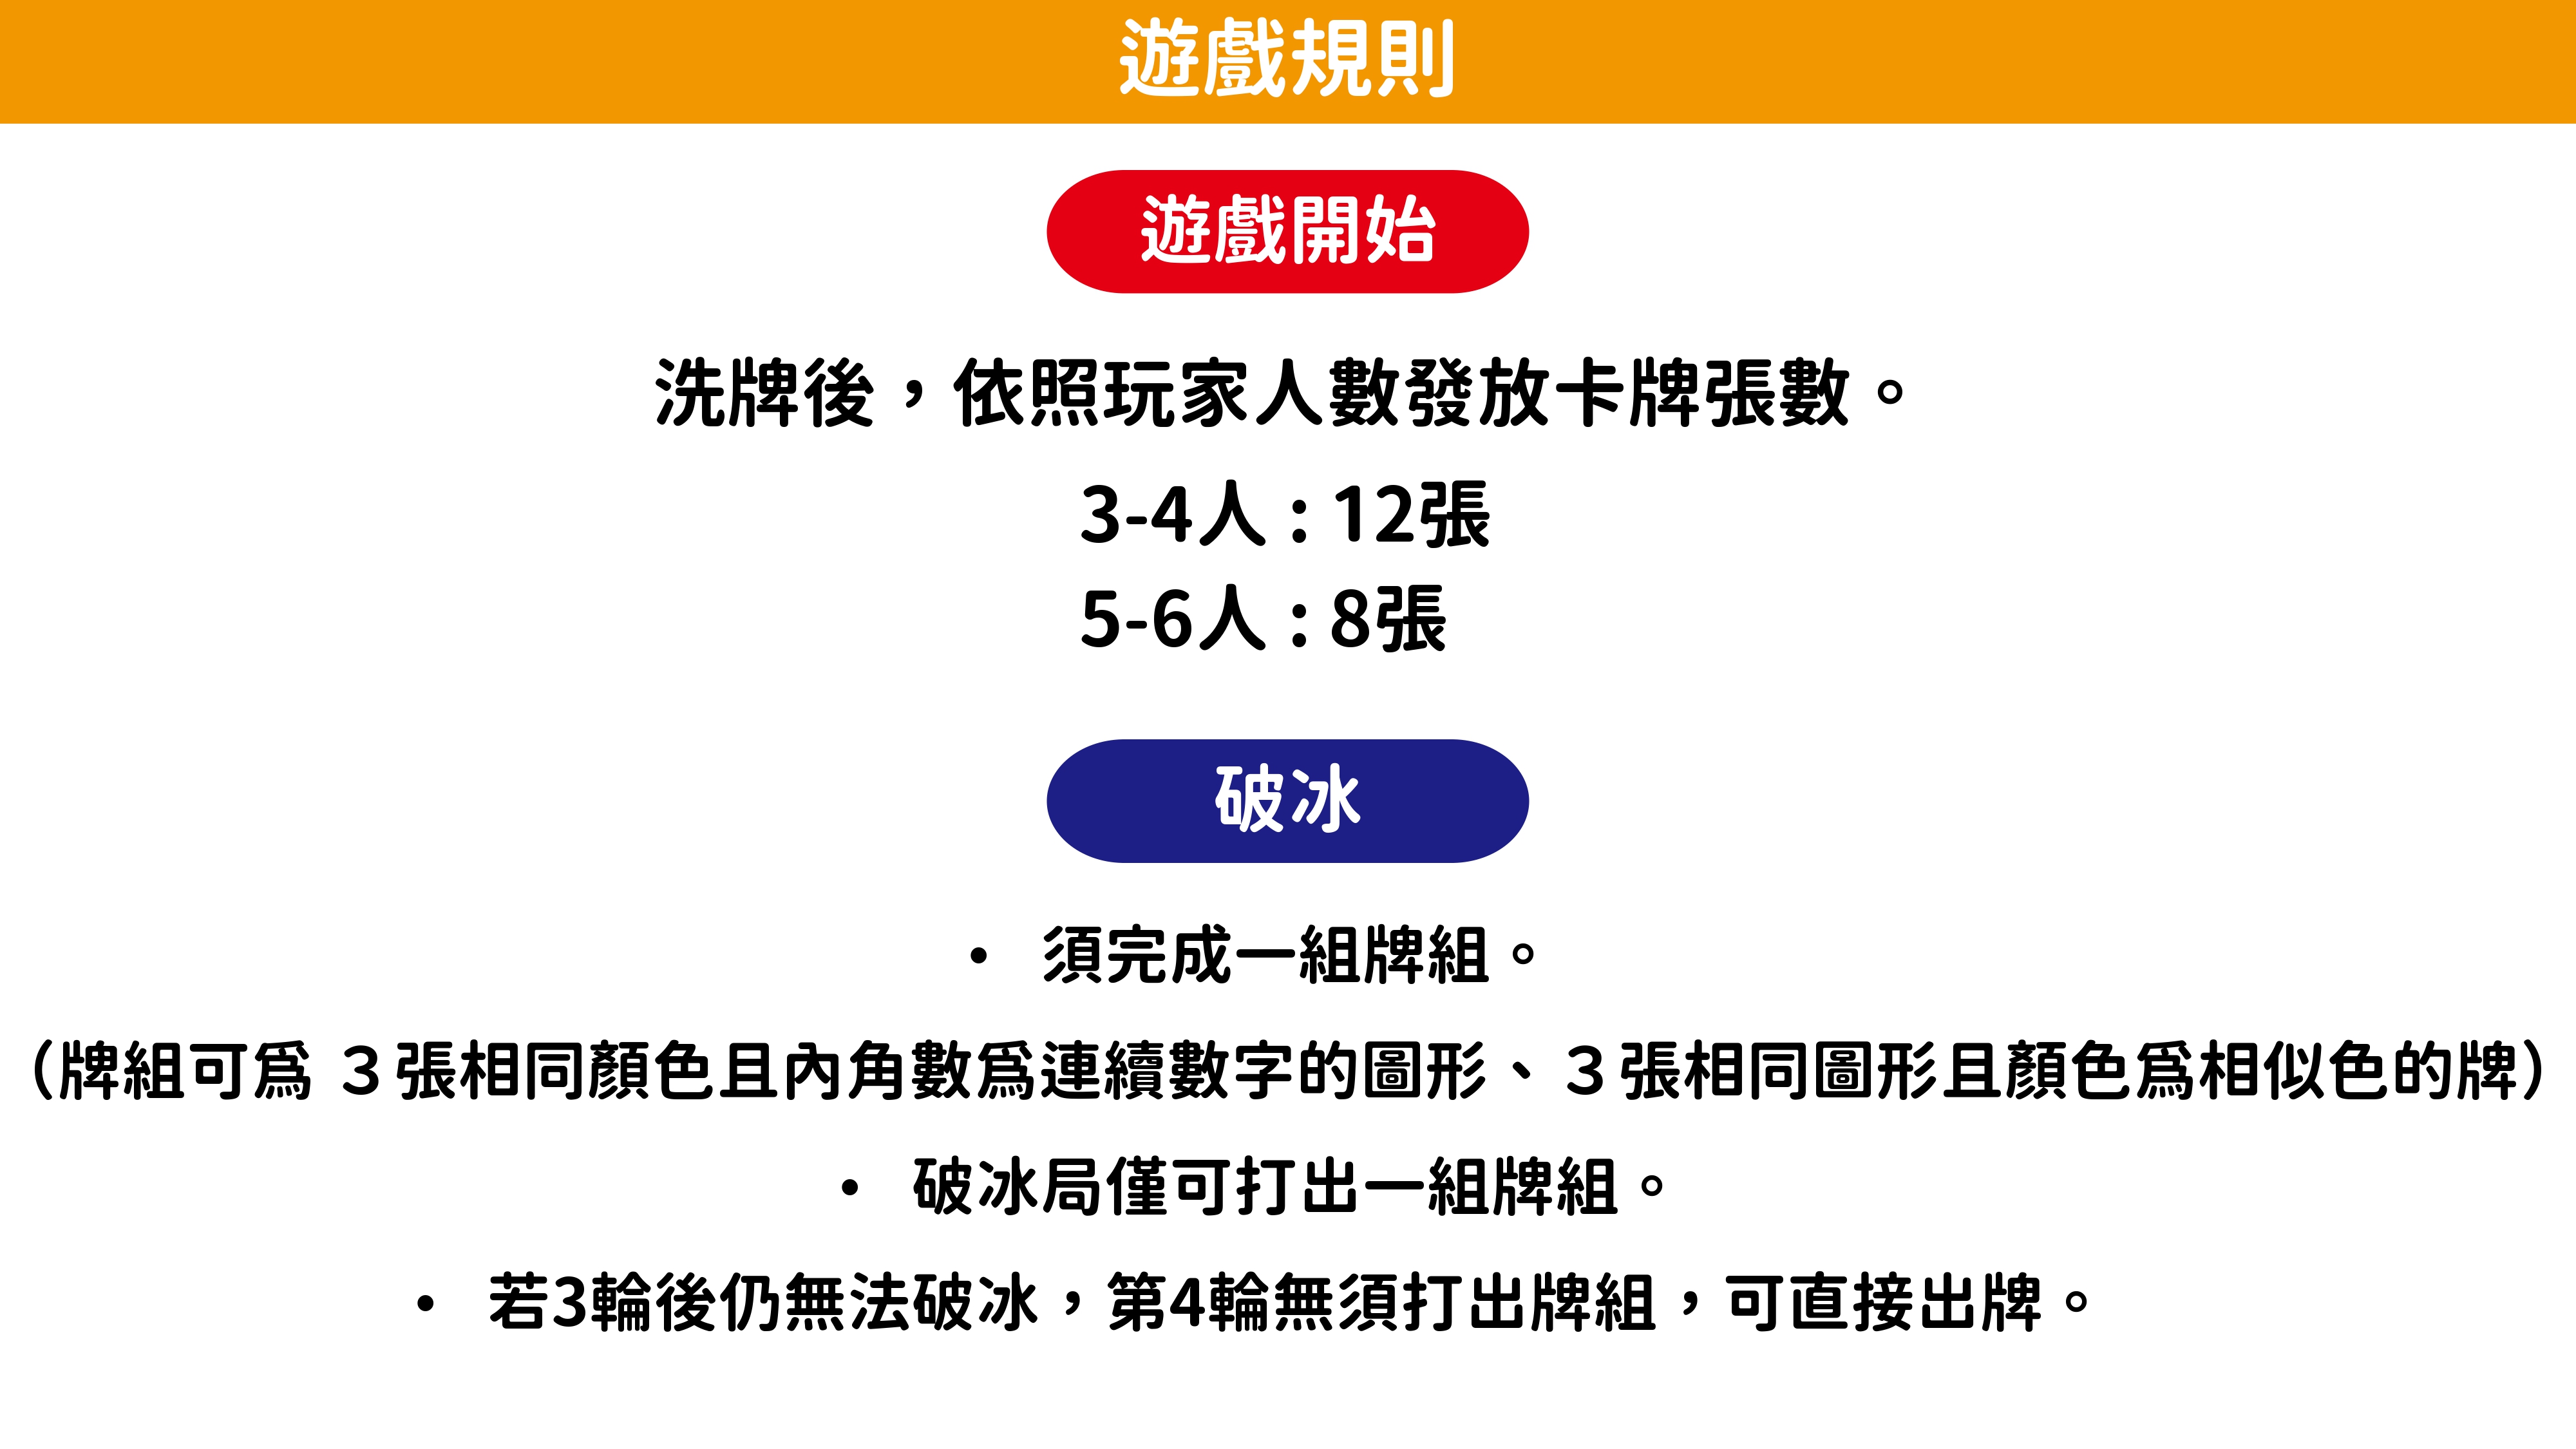 遊戲規則
遊戲開始
洗牌後，依照玩家人數發放卡牌張數。
3-4人：12張
5-6人：8張
破冰
• 須完成一組牌組。
（牌組可爲 3 張相同顏色且內角數爲連續數字的圖形、3 張相同圖形且顏色爲相似色的牌）
• 破冰局僅可打出一組牌組。
• 若3輪後仍無法破冰，第4輪無須打出牌組，可直接出牌。